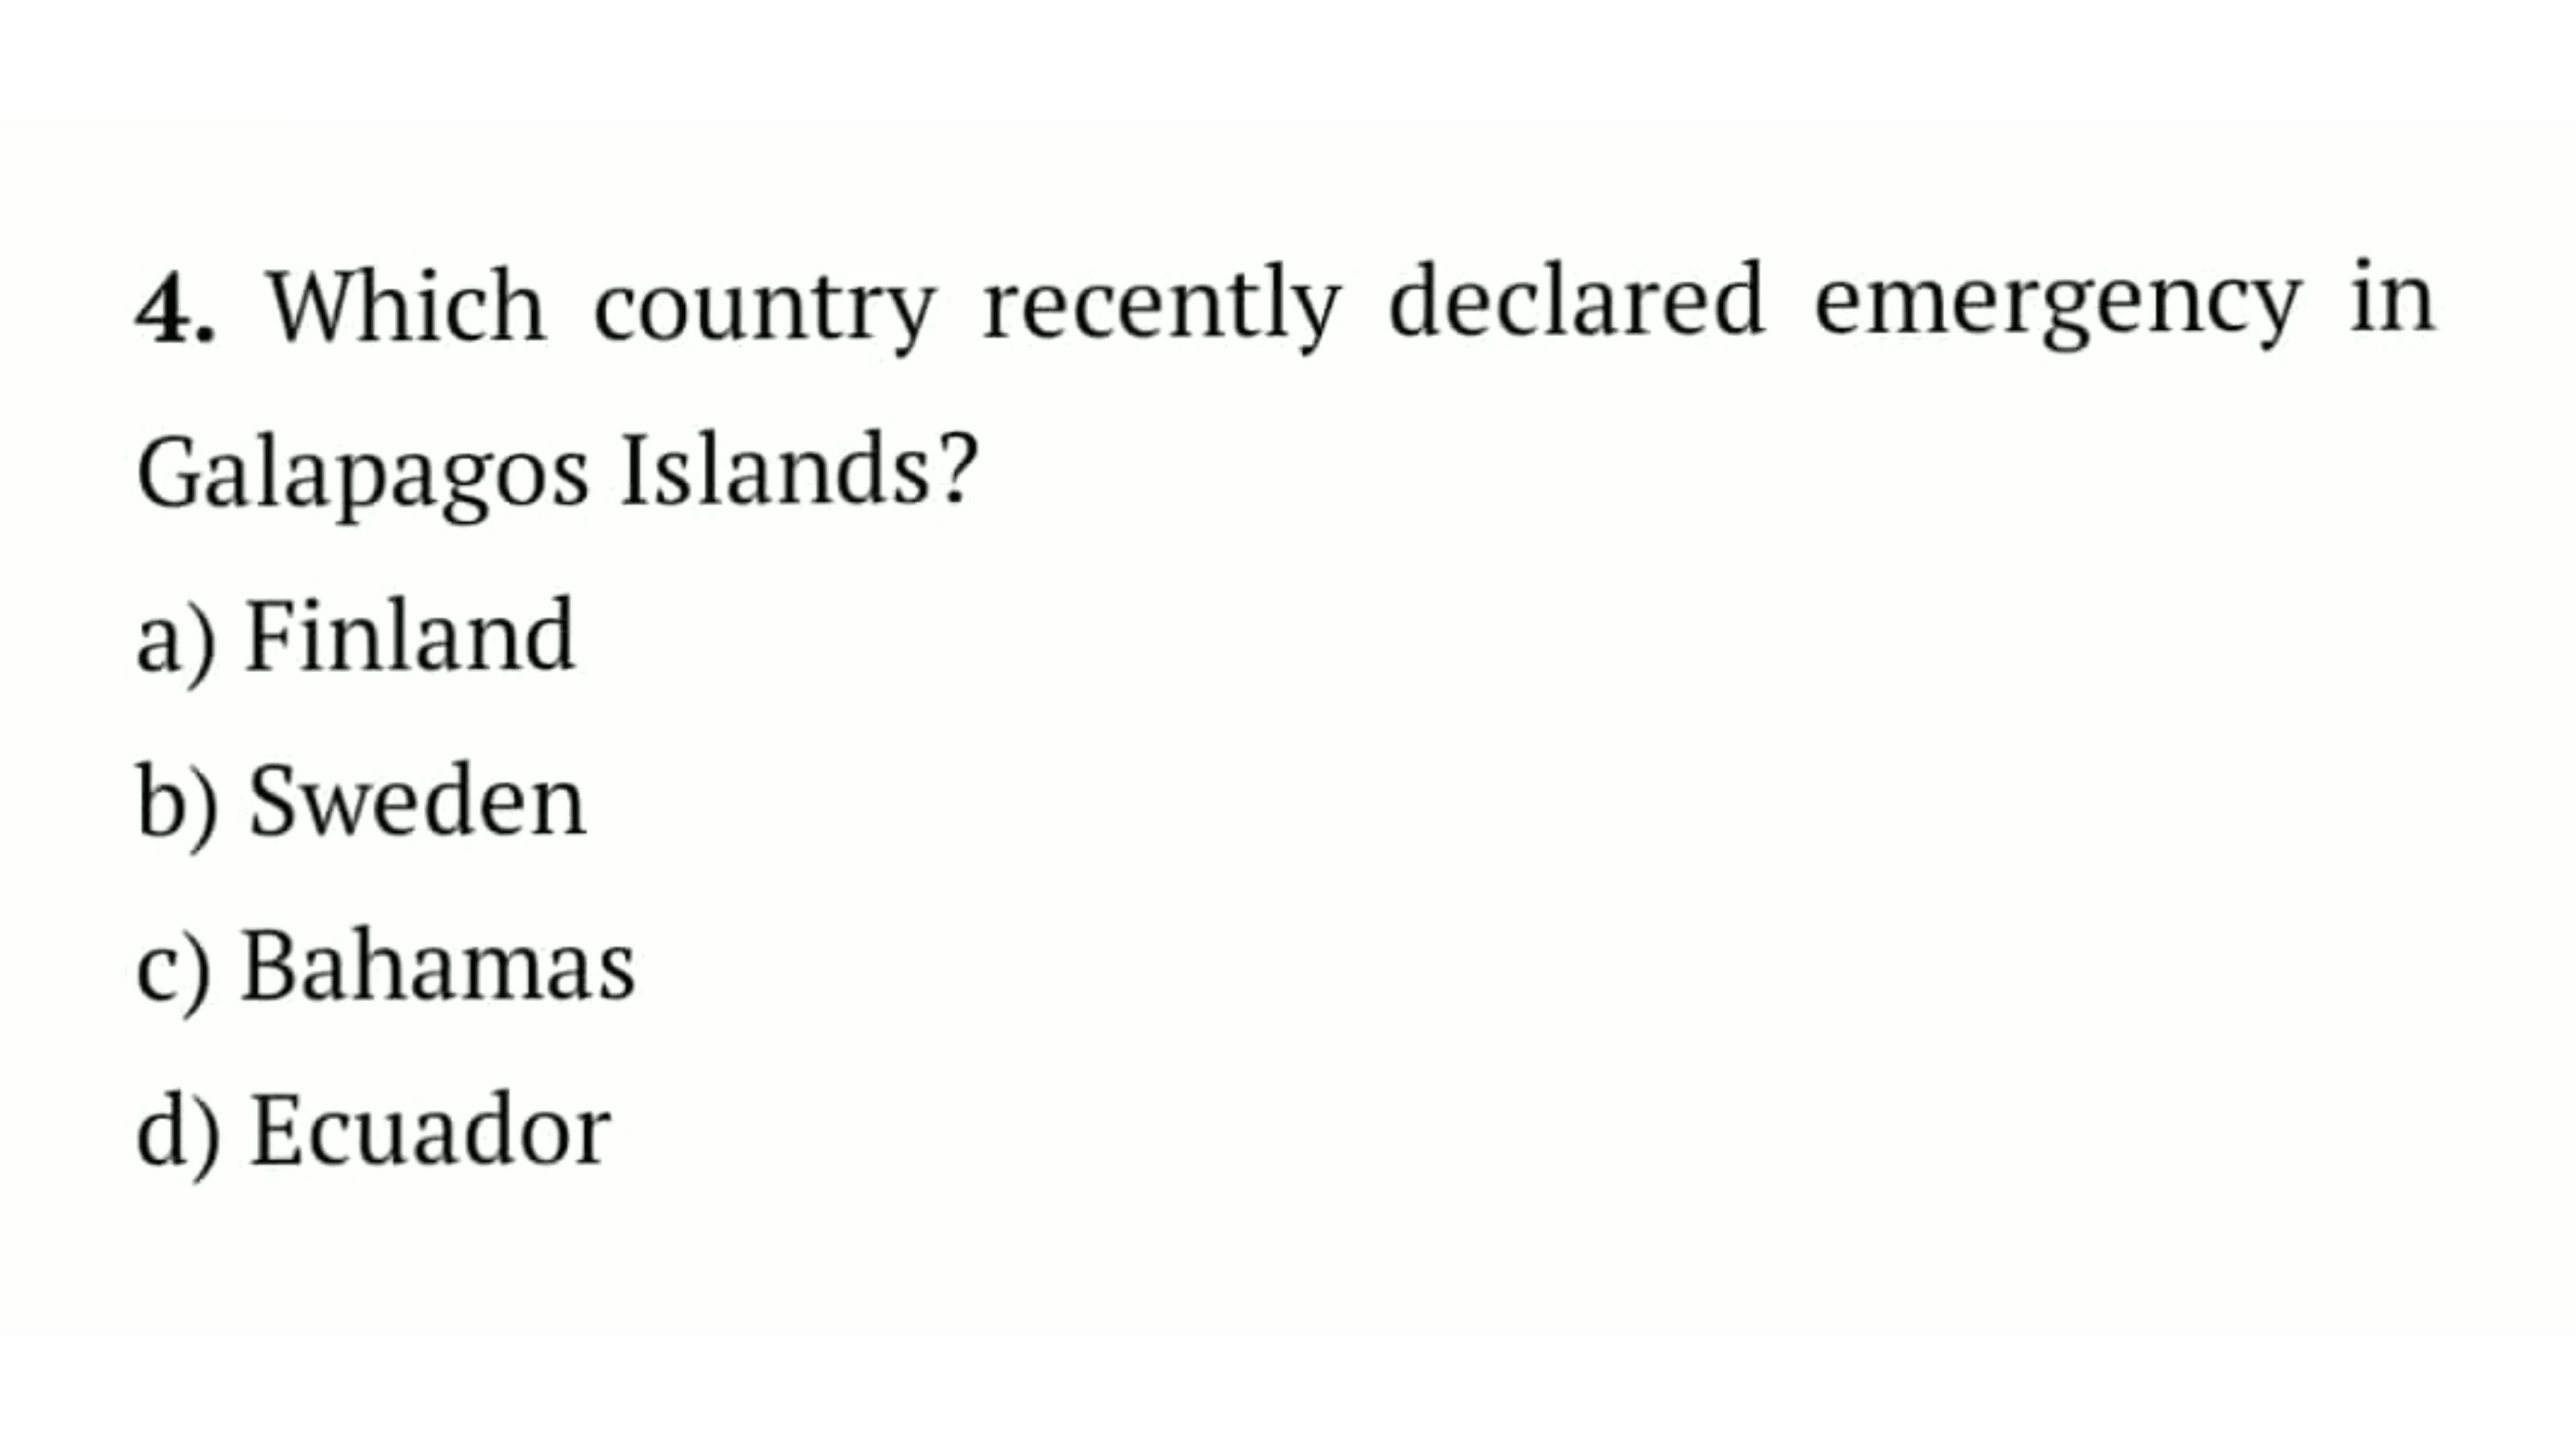 4. Which country recently declared emergency in
Galapagos Islands?
a) Finland
b) Sweden
c) Bahamas
d) Ecuador